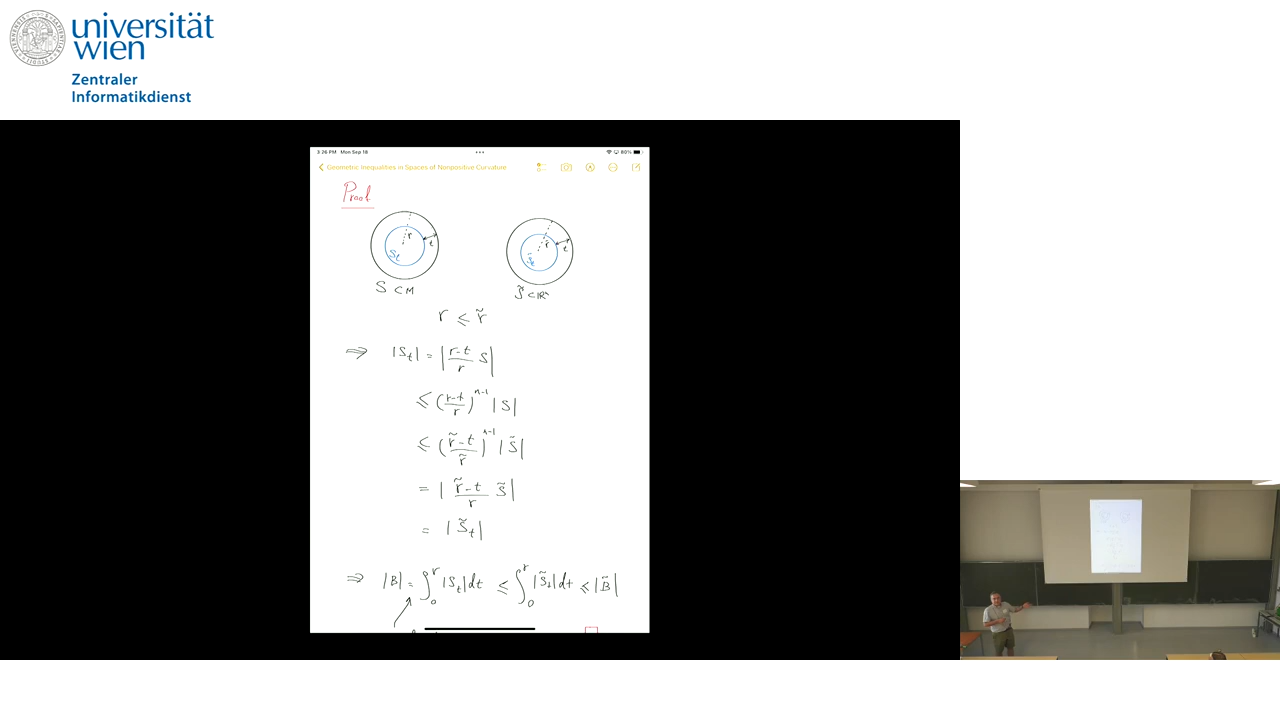 universität
wien
Zentraler
Informatikdienst
3:26 PM Mon Sep 18
80%
Geometric Inequalities in Spaces of Nonpositive Curvature
Proof
r t S_t
r̃ t S̃_t
S ⊂ M
S̃ ⊂ ℝⁿ
r ≤ r̃
⇒ |S_t| = |(r-t)/r S|
≤ ((r-t)/r)^{n-1} |S|
≤ ((r̃-t)/r̃)^{n-1} |S̃|
= |(r̃-t)/r S̃|
= |S̃_t|
⇒ |B| = ∫_0^r |S_t| dt ≤ ∫_0^r |S̃_t| dt ≤ |B̃|